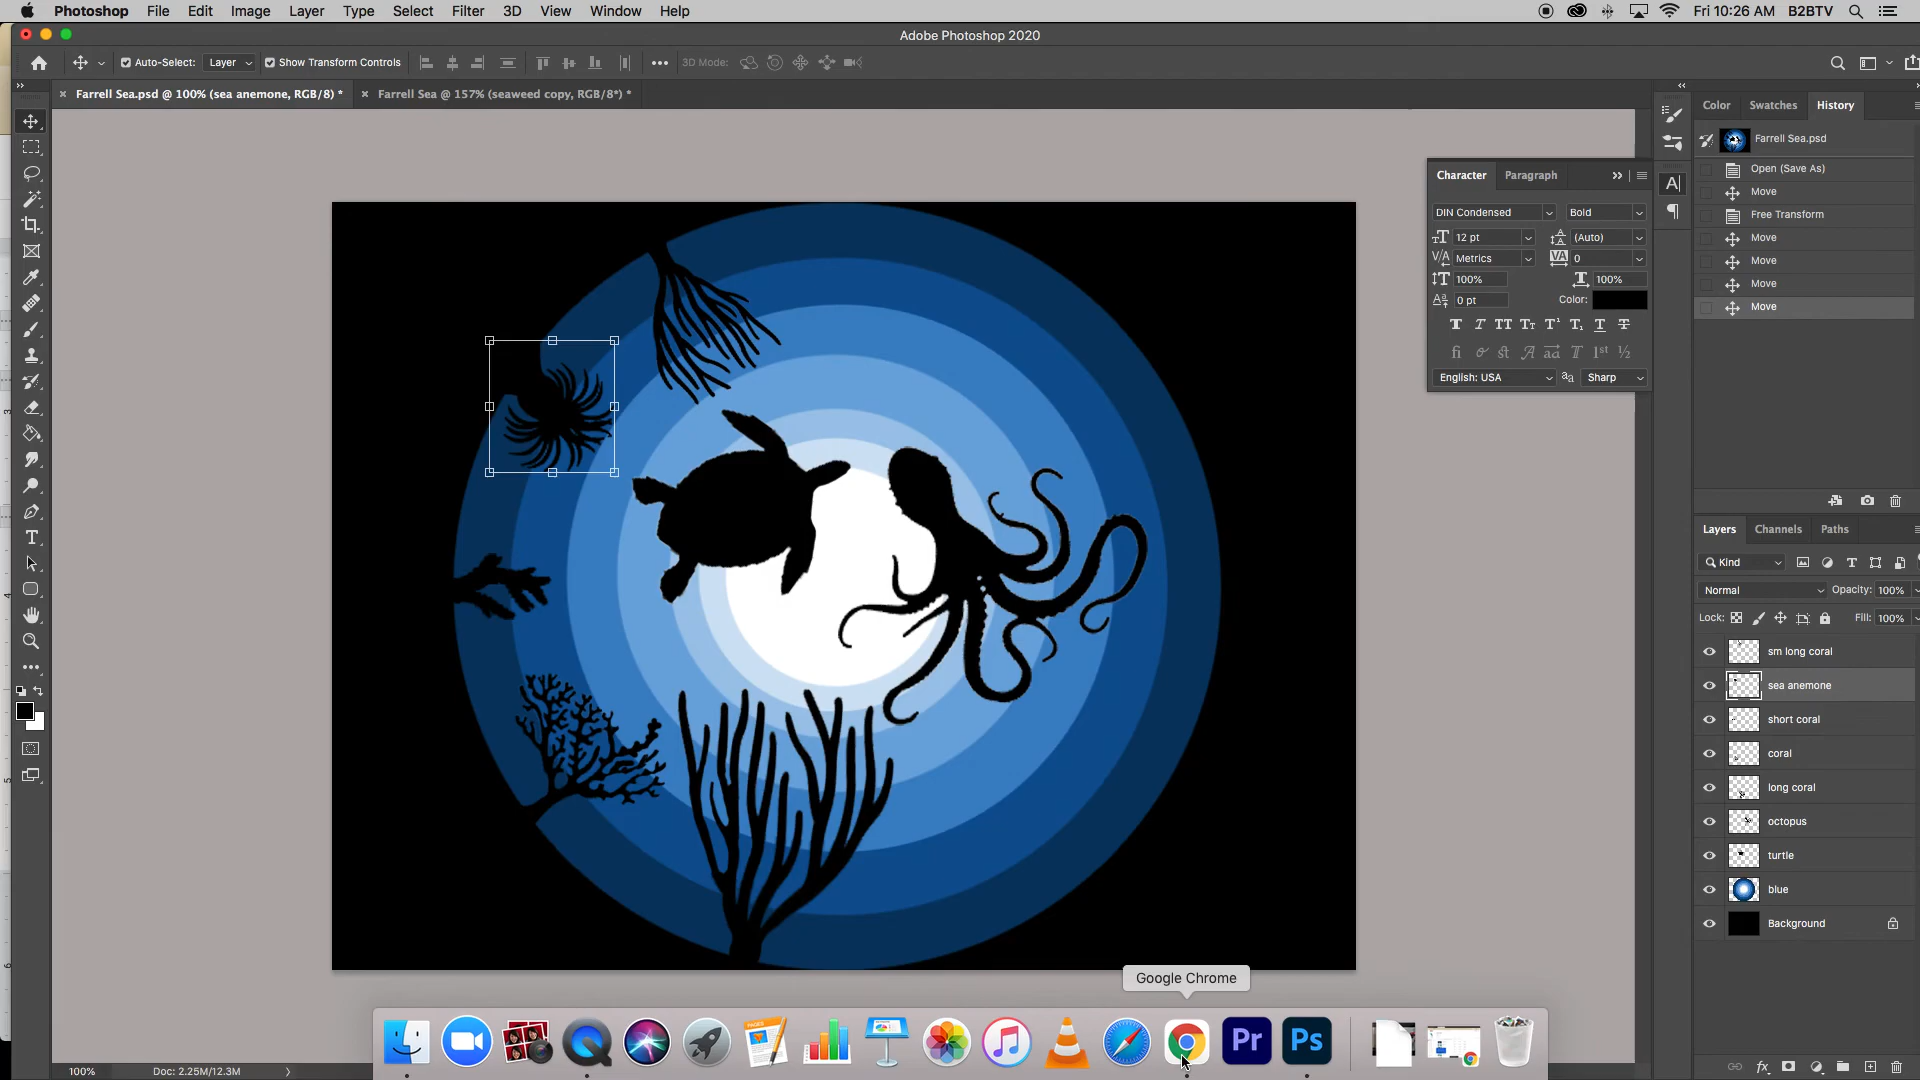 Photoshop File Edit Image Layer Type Select Filter 3D View Window Help
Fri 10:26 AM B2BTV
Adobe Photoshop 2020
Auto-Select: Layer Show Transform Controls 3D Mode:
Farrell Sea.psd @ 100% (sea anemone, RGB/8) * Farrell Sea @ 157% (seaweed copy, RGB/8*) *
Color Swatches History
Farrell Sea.psd
Open (Save As)
Move
Free Transform
Move
Move
Move
Move
Character Paragraph
DIN Condensed Bold
12 pt (Auto)
Metrics 0
100% 100%
0 pt Color:
English: USA Sharp
Layers Channels Paths
Kind
Normal Opacity: 100%
Lock: Fill: 100%
sm long coral
sea anemone
short coral
coral
long coral
octopus
turtle
blue
Background
Google Chrome
PAGES
Pr Ps
100% Doc: 2.25M/12.3M